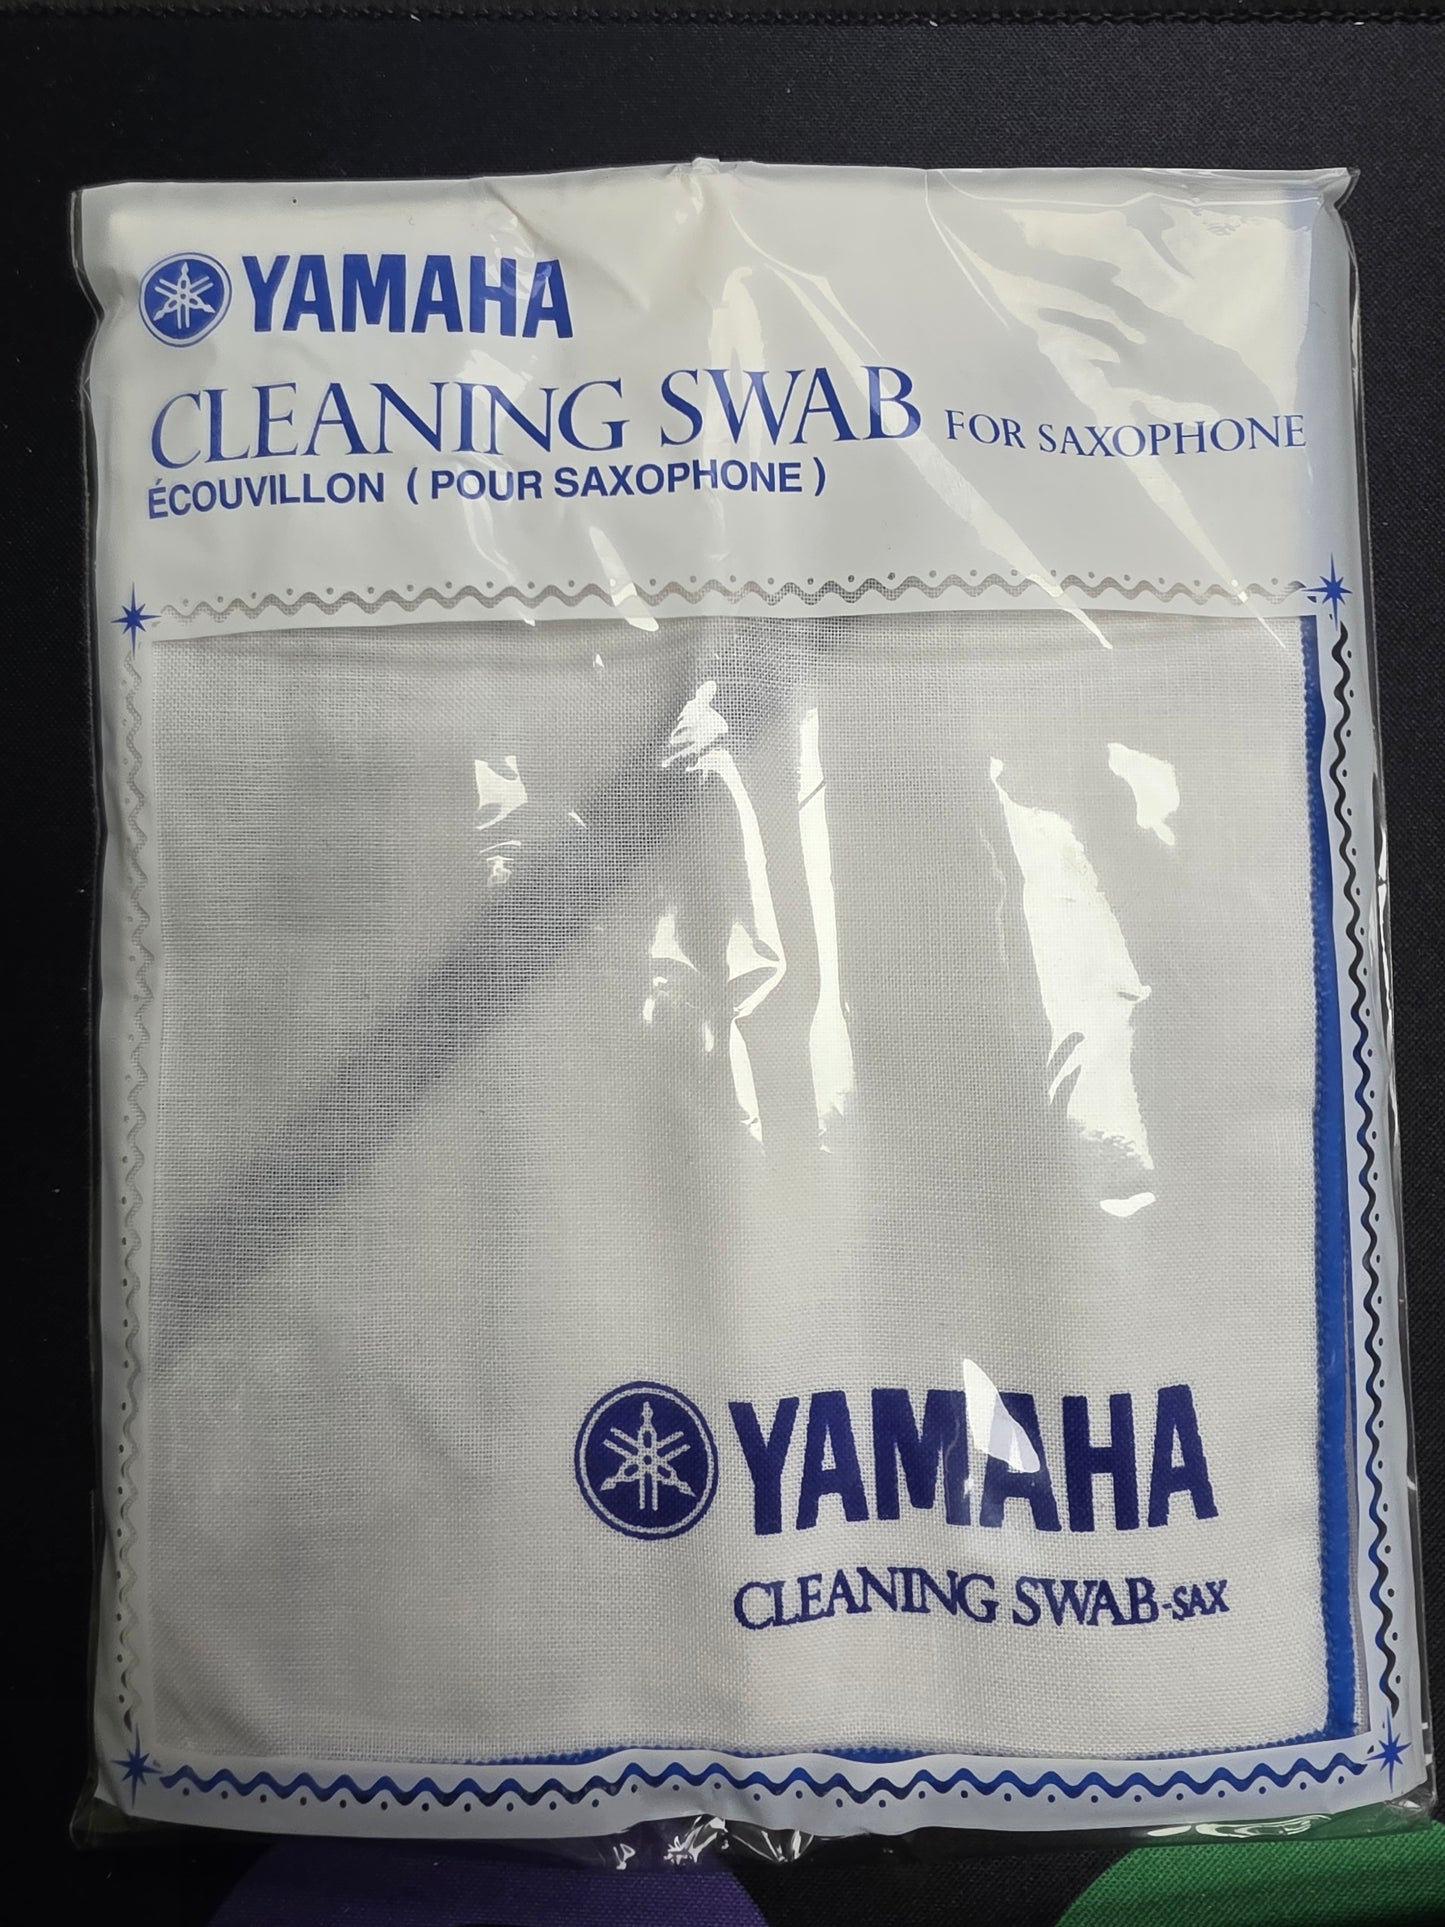 YAMAHA
CLEANING SWAB FOR SAXOPHONE
ÉCOUVILLON (POUR SAXOPHONE)
YAMAHA
CLEANING SWAB-SAX